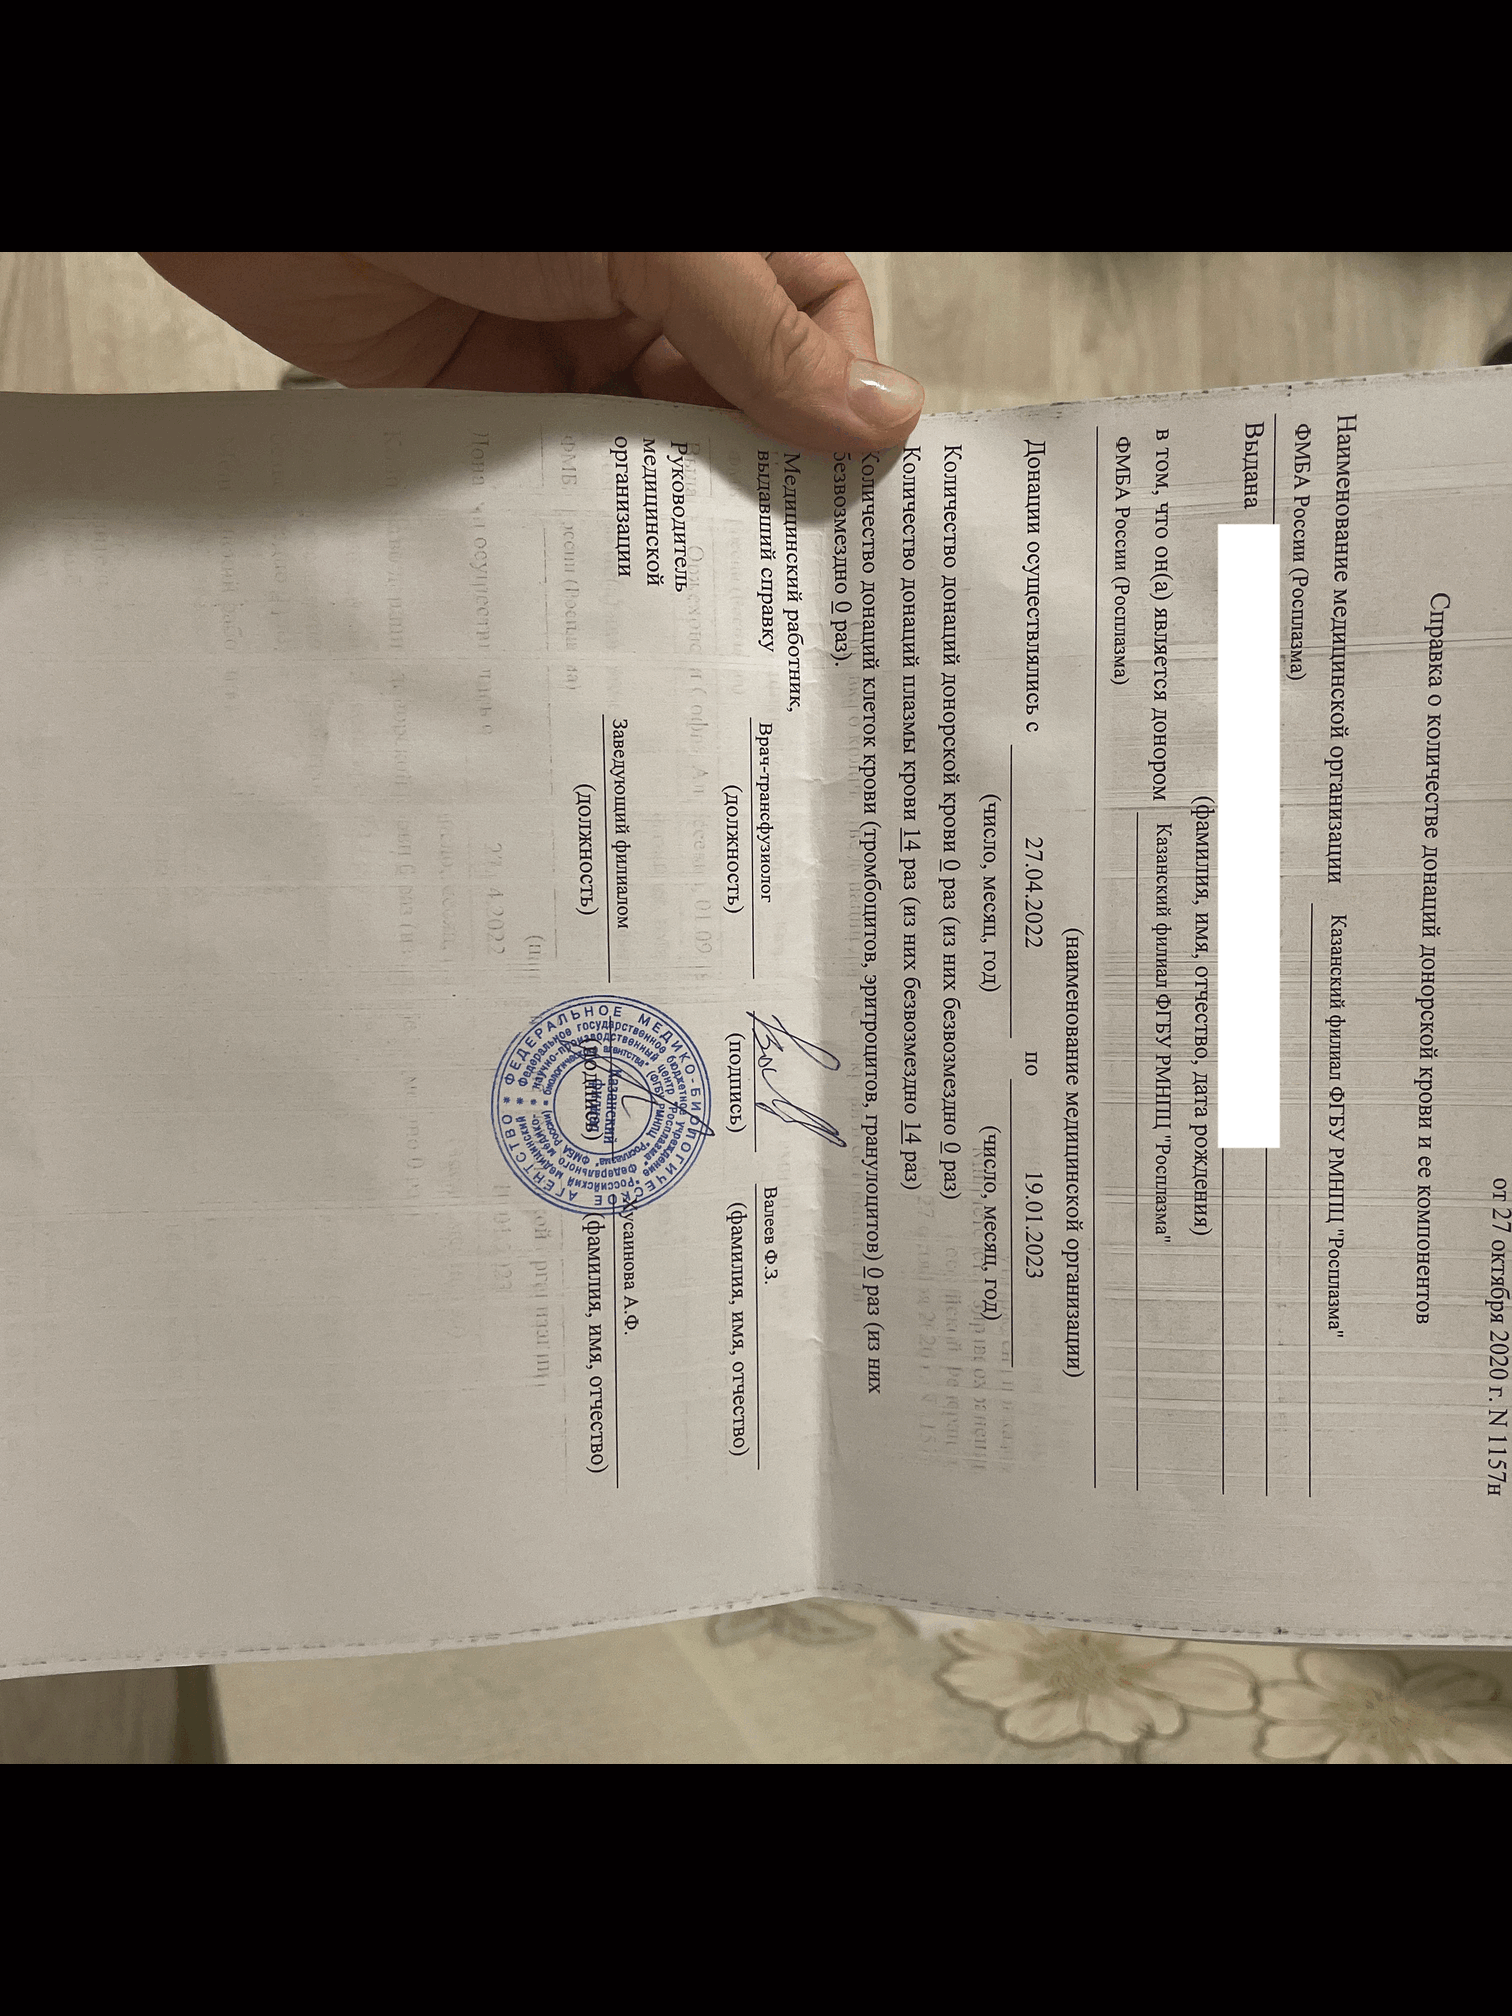 от 27 октября 2020 г. N 1157н
Справка о количестве донаций донорской крови и ее компонентов
Наименование медицинской организации Казанский филиал ФГБУ РМНПЦ "Росплазма"
ФМБА России (Росплазма)
Выдана
(фамилия, имя, отчество, дата рождения)
в том, что он(а) является донором Казанский филиал ФГБУ РМНПЦ "Росплазма"
ФМБА России (Росплазма)
(наименование медицинской организации)
Донации осуществлялись с 27.04.2022 по 19.01.2023
(число, месяц, год) (число, месяц, год)
Количество донаций донорской крови 0 раз (из них безвозмездно 0 раз)
Количество донаций плазмы крови 14 раз (из них безвозмездно 14 раз)
Количество донаций клеток крови (тромбоцитов, эритроцитов, гранулоцитов) 0 раз (из них
безвозмездно 0 раз).
Медицинский работник,
выдавший справку Врач-трансфузиолог Валеев Ф.З.
(должность) (подпись) (фамилия, имя, отчество)
Руководитель
медицинской
организации Заведующий филиалом Хусаинова А.Ф.
(должность) (подпись) (фамилия, имя, отчество)
ФЕДЕРАЛЬНОЕ МЕДИКО-БИОЛОГИЧЕСКОЕ АГЕНТСТВО
Федеральное государственное бюджетное учреждение "Российский медицинский
научно-производственный центр "Росплазма" Федерального медико-
биологического агентства" (ФГБУ РМНПЦ "Росплазма" ФМБА России)
Казанский
филиал